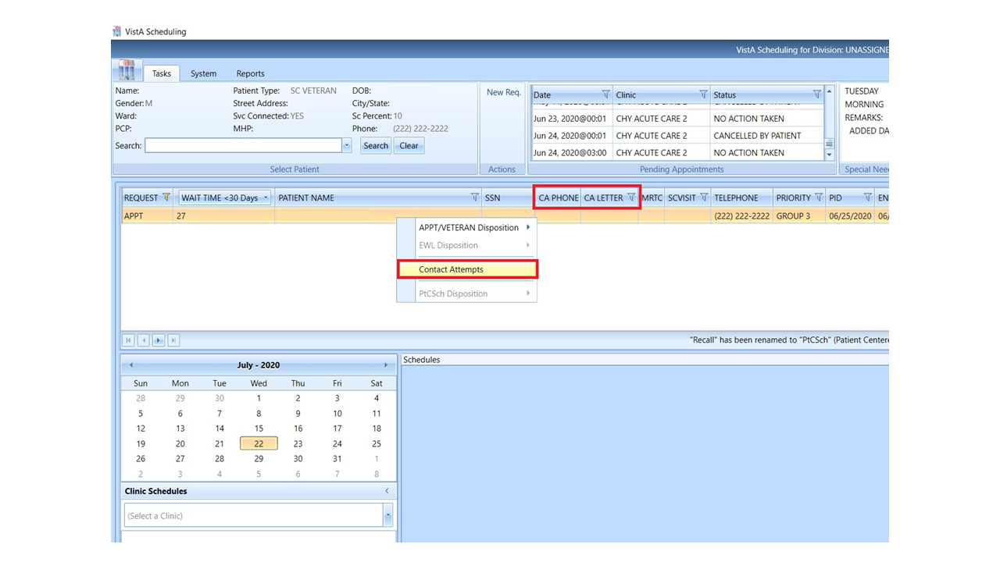 VistA Scheduling
VistA Scheduling for Division: UNASSIGNE
Tasks System Reports
Name: Patient Type: SC VETERAN DOB:
Gender: M Street Address: City/State:
Ward: Svc Connected: YES Sc Percent: 10
PCP: MHP: Phone: (222) 222-2222
Search: Search Clear
Select Patient
New Req.
Actions
Date Clinic Status
CHY ACUTE CARE 2 CANCELLED BY PATIENT
Jun 23, 2020@00:01 CHY ACUTE CARE 2 NO ACTION TAKEN
Jun 24, 2020@00:01 CHY ACUTE CARE 2 CANCELLED BY PATIENT
Jun 24, 2020@03:00 CHY ACUTE CARE 2 NO ACTION TAKEN
Pending Appointments
TUESDAY
MORNING
REMARKS:
ADDED DA
Special Nee
REQUEST WAIT TIME <30 Days PATIENT NAME SSN CA PHONE CA LETTER MRTC SCVISIT TELEPHONE PRIORITY PID EN
APPT 27 (222) 222-2222 GROUP 3 06/25/2020 06/
APPT/VETERAN Disposition
EWL Disposition
Contact Attempts
PtCSch Disposition
"Recall" has been renamed to "PtCSch" (Patient Centere
July - 2020
Sun Mon Tue Wed Thu Fri Sat
28 29 30 1 2 3 4
5 6 7 8 9 10 11
12 13 14 15 16 17 18
19 20 21 22 23 24 25
26 27 28 29 30 31 1
2 3 4 5 6 7 8
Clinic Schedules
(Select a Clinic)
Schedules